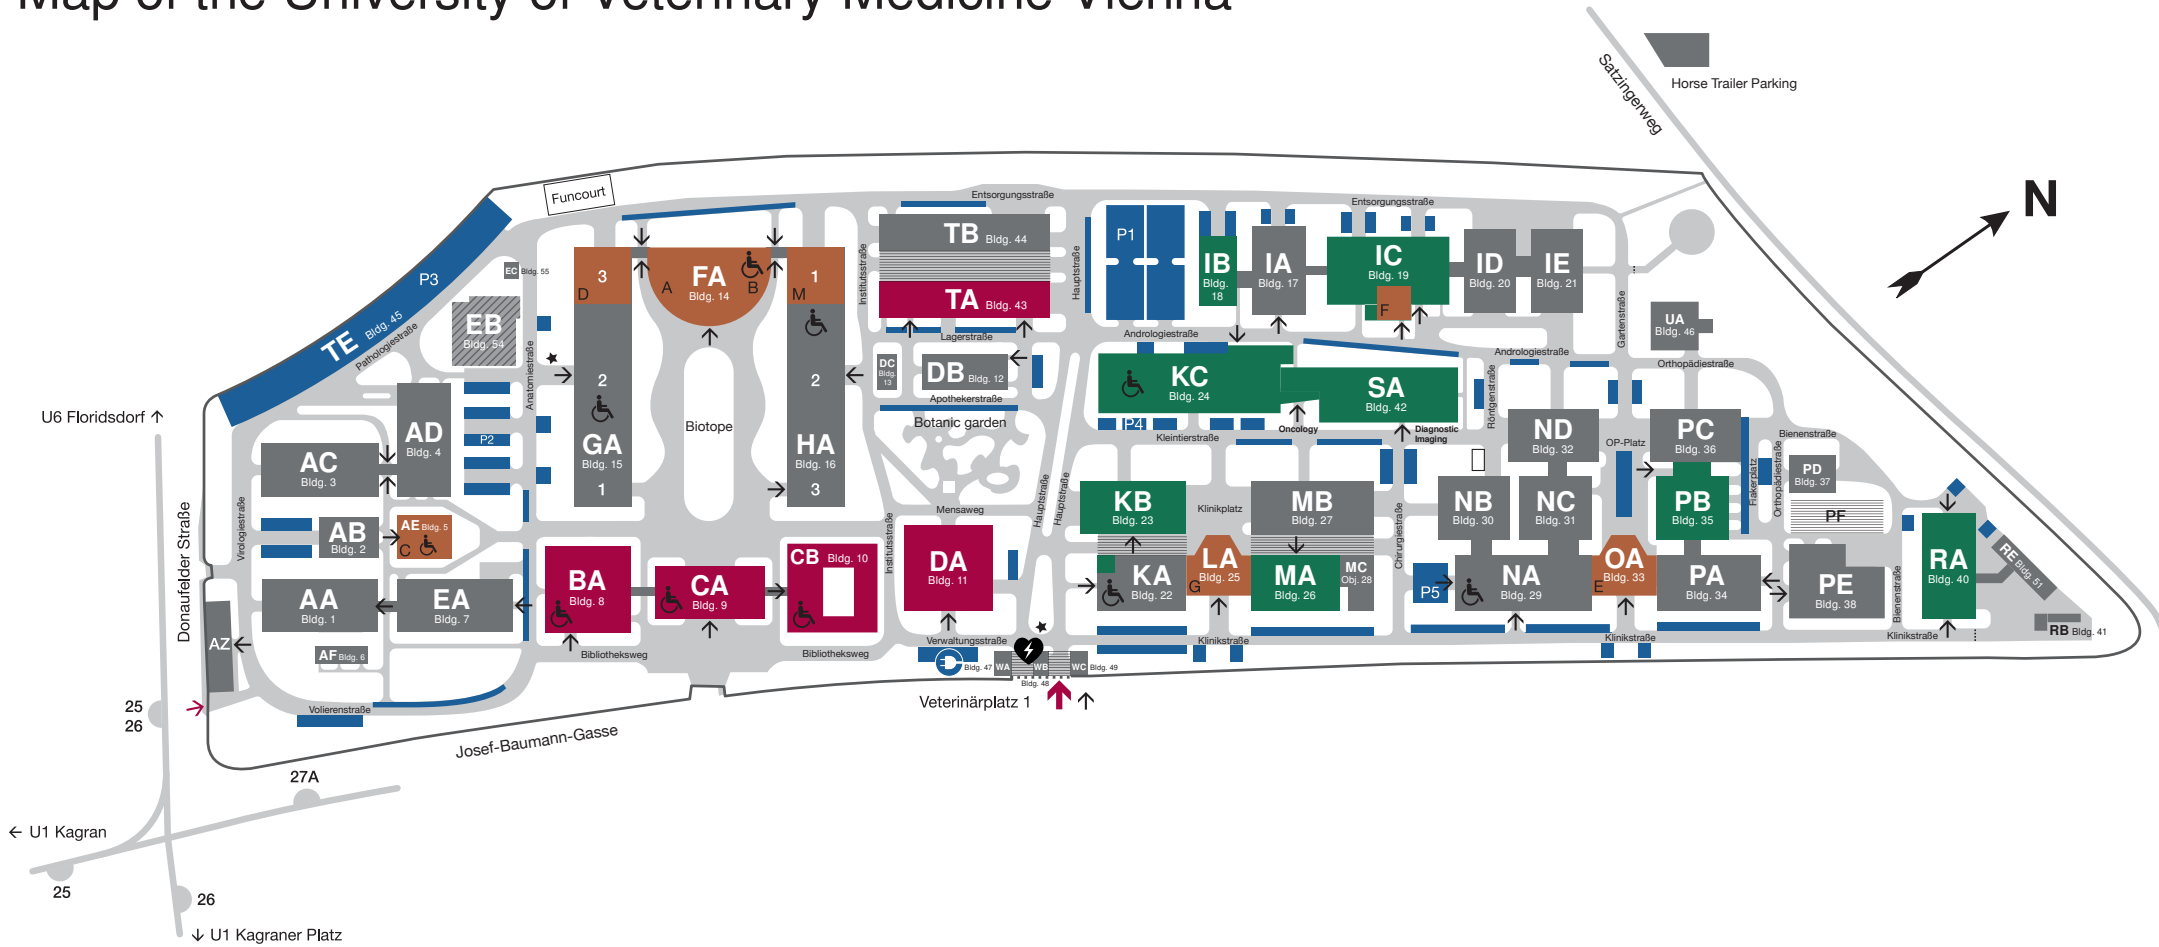 Map of the University of Veterinary Medicine Vienna
Horse Trailer Parking
Satzingerweg
N
Funcourt
Entsorgungsstraße
Entsorgungsstraße
P3
TE Bldg. 45
Pathologiestraße
EC Bldg. 55
EB
Bldg. 54
Anatomiestraße
3
D
2
GA
Bldg. 15
1
A
FA
Bldg. 14
B
1
M
2
HA
Bldg. 16
3
Biotope
Institutsstraße
TB Bldg. 44
TA Bldg. 43
Lagerstraße
DC
Bldg.
13
DB Bldg. 12
Apothekerstraße
Botanic garden
Mensaweg
Hauptstraße
Hauptstraße
Hauptstraße
P1
IB
Bldg.
18
IA
Bldg. 17
IC
Bldg. 19
F
ID
Bldg. 20
IE
Bldg. 21
Gartenstraße
UA
Bldg. 46
Andrologiestraße
Andrologiestraße
Orthopädiestraße
KC
Bldg. 24
SA
Bldg. 42
P4
Kleintierstraße
Oncology
Diagnostic
Imaging
Röntgenstraße
ND
Bldg. 32
OP-Platz
PC
Bldg. 36
Hakerplatz
Orthopädiestraße
Bienenstraße
PD
Bldg. 37
PF
U6 Floridsdorf ↑
AD
Bldg. 4
P2
AC
Bldg. 3
Virologiestraße
AB
Bldg. 2
AE Bldg. 5
C
Donaufelder Straße
AA
Bldg. 1
EA
Bldg. 7
AZ
AF Bldg. 6
BA
Bldg. 8
CA
Bldg. 9
CB Bldg. 10
Institutsstraße
DA
Bldg. 11
KB
Bldg. 23
Klinikplatz
MB
Bldg. 27
Chirurgiestraße
NB
Bldg. 30
NC
Bldg. 31
PB
Bldg. 35
KA
Bldg. 22
LA
Bldg. 25
G
MA
Bldg. 26
MC
Obj. 28
P5
NA
Bldg. 29
OA
Bldg. 33
E
PA
Bldg. 34
PE
Bldg. 38
Bienenstraße
RA
Bldg. 40
RE Bldg. 51
RB Bldg. 41
Bibliotheksweg
Bibliotheksweg
Verwaltungsstraße
Klinikstraße
Klinikstraße
Klinikstraße
Bldg. 47
WA
WB
WC
Bldg. 49
Bldg. 48
Veterinärplatz 1
Volierenstraße
25
26
Josef-Baumann-Gasse
27A
← U1 Kagran
25
26
↓ U1 Kagraner Platz